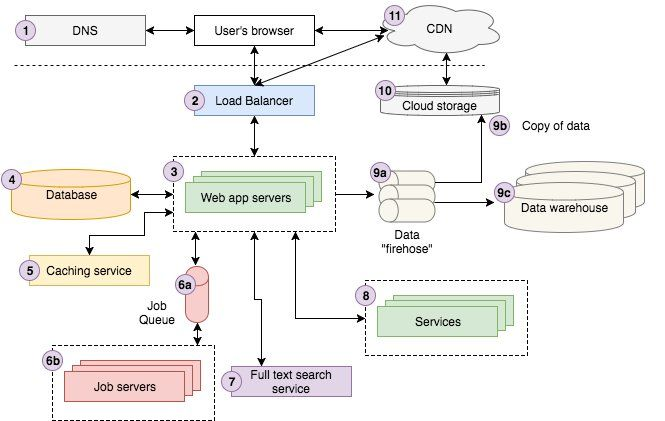 1
DNS
User's browser
11
CDN
2
Load Balancer
10
Cloud storage
9b
Copy of data
3
Web app servers
4
Database
9a
Data
"firehose"
9c
Data warehouse
5
Caching service
6a
Job
Queue
8
Services
6b
Job servers
7
Full text search
service